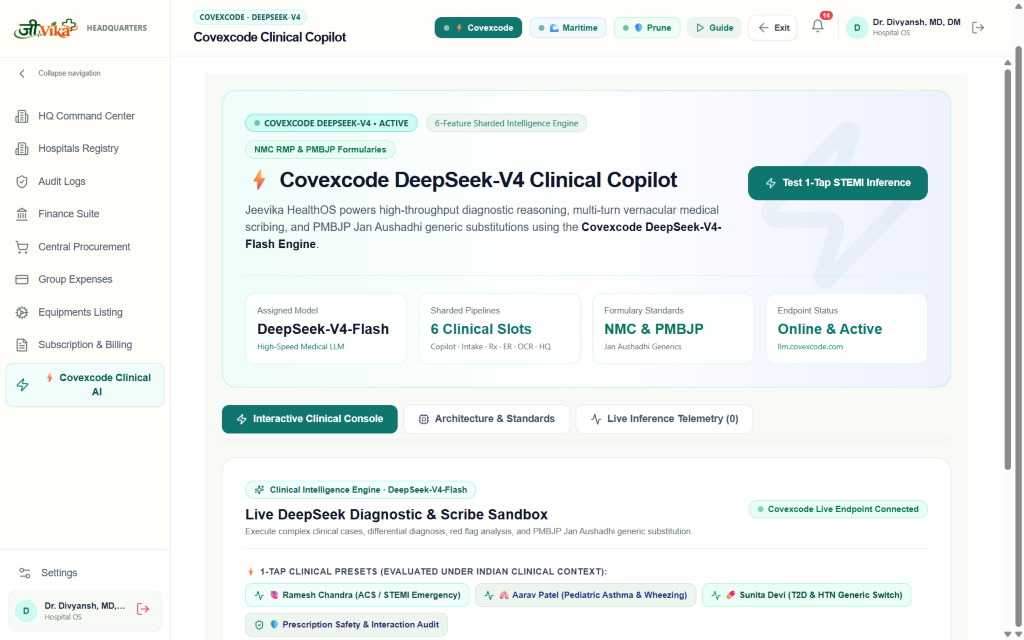 जीvika
HEADQUARTERS
Collapse navigation
HQ Command Center
Hospitals Registry
Audit Logs
Finance Suite
Central Procurement
Group Expenses
Equipments Listing
Subscription & Billing
Covexcode Clinical
AI
Settings
D
Dr. Divyansh, MD,...
Hospital OS
COVEXCODE · DEEPSEEK-V4
Covexcode Clinical Copilot
Covexcode
Maritime
Prune
Guide
Exit
14
D
Dr. Divyansh, MD, DM
Hospital OS
COVEXCODE DEEPSEEK-V4 • ACTIVE
6-Feature Sharded Intelligence Engine
NMC RMP & PMBJP Formularies
Covexcode DeepSeek-V4 Clinical Copilot
Jeevika HealthOS powers high-throughput diagnostic reasoning, multi-turn vernacular medical
scribing, and PMBJP Jan Aushadhi generic substitutions using the Covexcode DeepSeek-V4-
Flash Engine.
Test 1-Tap STEMI Inference
Assigned Model
DeepSeek-V4-Flash
High-Speed Medical LLM
Sharded Pipelines
6 Clinical Slots
Copilot · Intake · Rx · ER · OCR · HQ
Formulary Standards
NMC & PMBJP
Jan Aushadhi Generics
Endpoint Status
Online & Active
llm.covexcode.com
Interactive Clinical Console
Architecture & Standards
Live Inference Telemetry (0)
Clinical Intelligence Engine · DeepSeek-V4-Flash
Live DeepSeek Diagnostic & Scribe Sandbox
Execute complex clinical cases, differential diagnosis, red flag analysis, and PMBJP Jan Aushadhi generic substitution.
Covexcode Live Endpoint Connected
1-TAP CLINICAL PRESETS (EVALUATED UNDER INDIAN CLINICAL CONTEXT):
Ramesh Chandra (ACS / STEMI Emergency)
Aarav Patel (Pediatric Asthma & Wheezing)
Sunita Devi (T2D & HTN Generic Switch)
Prescription Safety & Interaction Audit